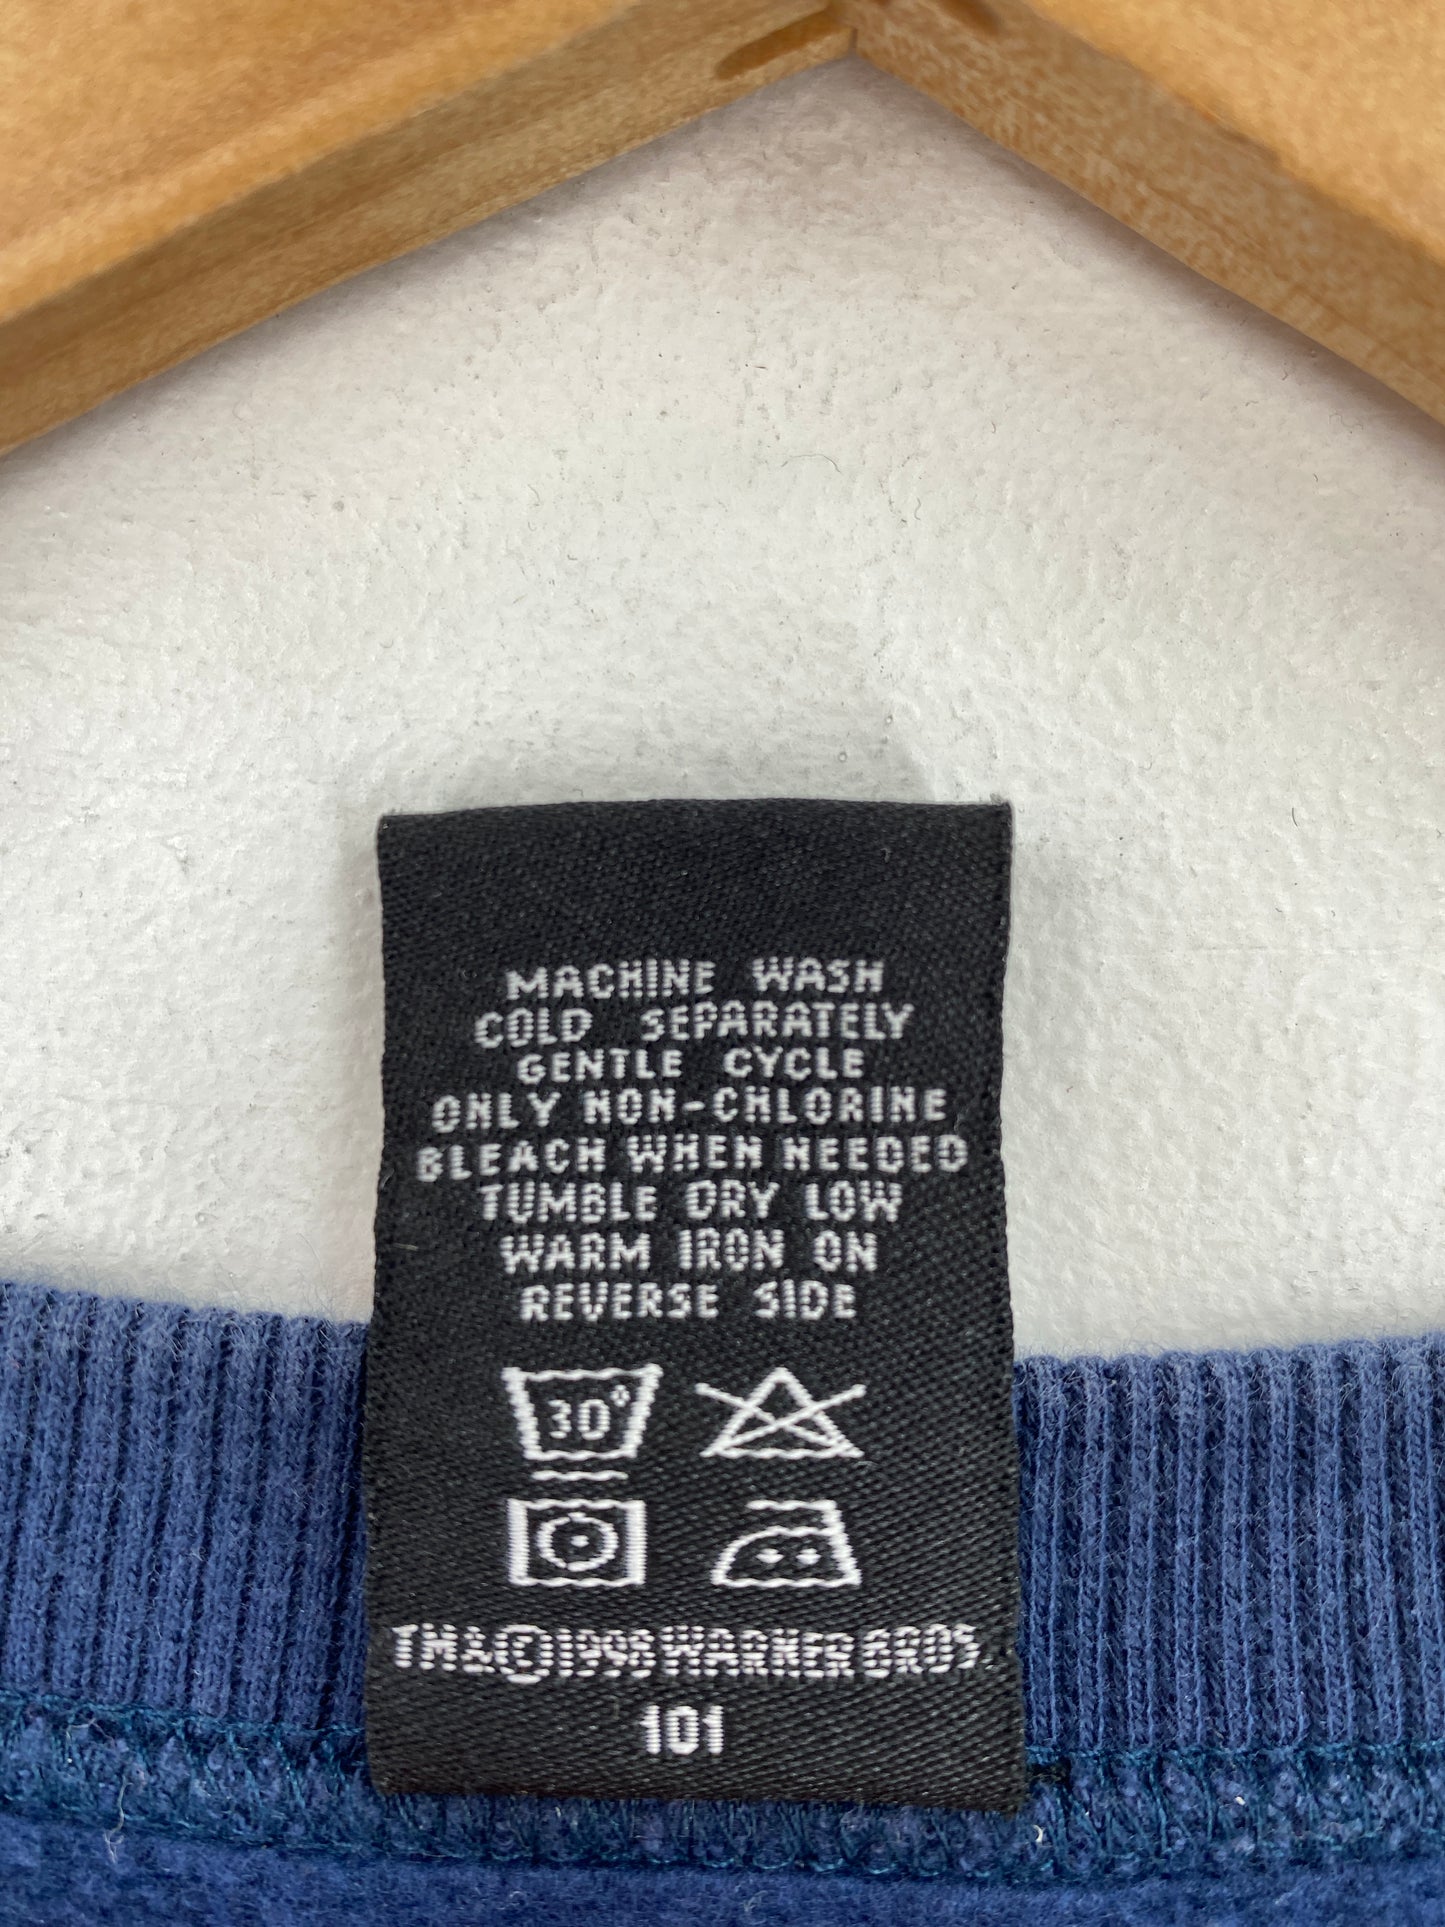 MACHINE WASH
COLD SEPARATELY
GENTLE CYCLE
ONLY NON-CHLORINE
BLEACH WHEN NEEDED
TUMBLE DRY LOW
WARM IRON ON
REVERSE SIDE
30°
TM & © WARNER BROS.
101